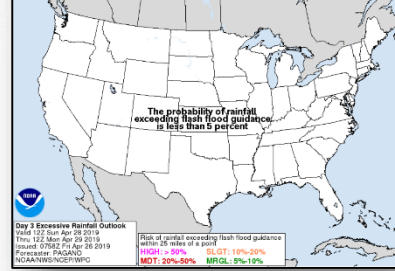 The probability of rainfall
exceeding flash flood guidance
is less than 5 percent
NOAA
Day 3 Excessive Rainfall Outlook
Valid 12Z Sun Apr 28 2019
Thru 12Z Mon Apr 29 2019
Issued: 0758Z Fri Apr 26 2019
Forecaster: PAGANO
NOAA/NWS/NCEP/WPC
Risk of rainfall exceeding flash flood guidance
within 25 miles of a point
HIGH: > 50% SLGT: 10%-20%
MDT: 20%-50% MRGL: 5%-10%